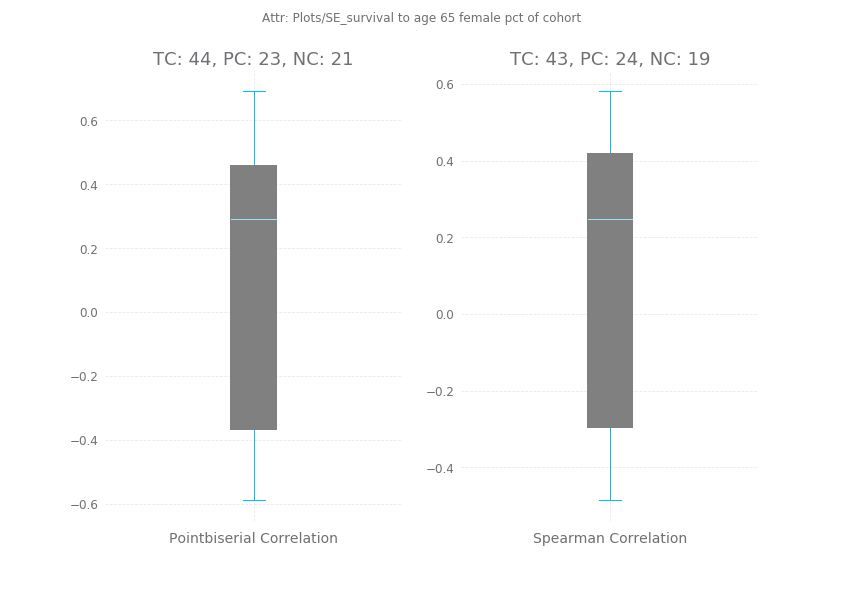 Attr: Plots/SE_survival to age 65 female pct of cohort
TC: 44, PC: 23, NC: 21
0.6
0.4
0.2
0.0
−0.2
−0.4
−0.6
Pointbiserial Correlation
TC: 43, PC: 24, NC: 19
0.6
0.4
0.2
0.0
−0.2
−0.4
Spearman Correlation